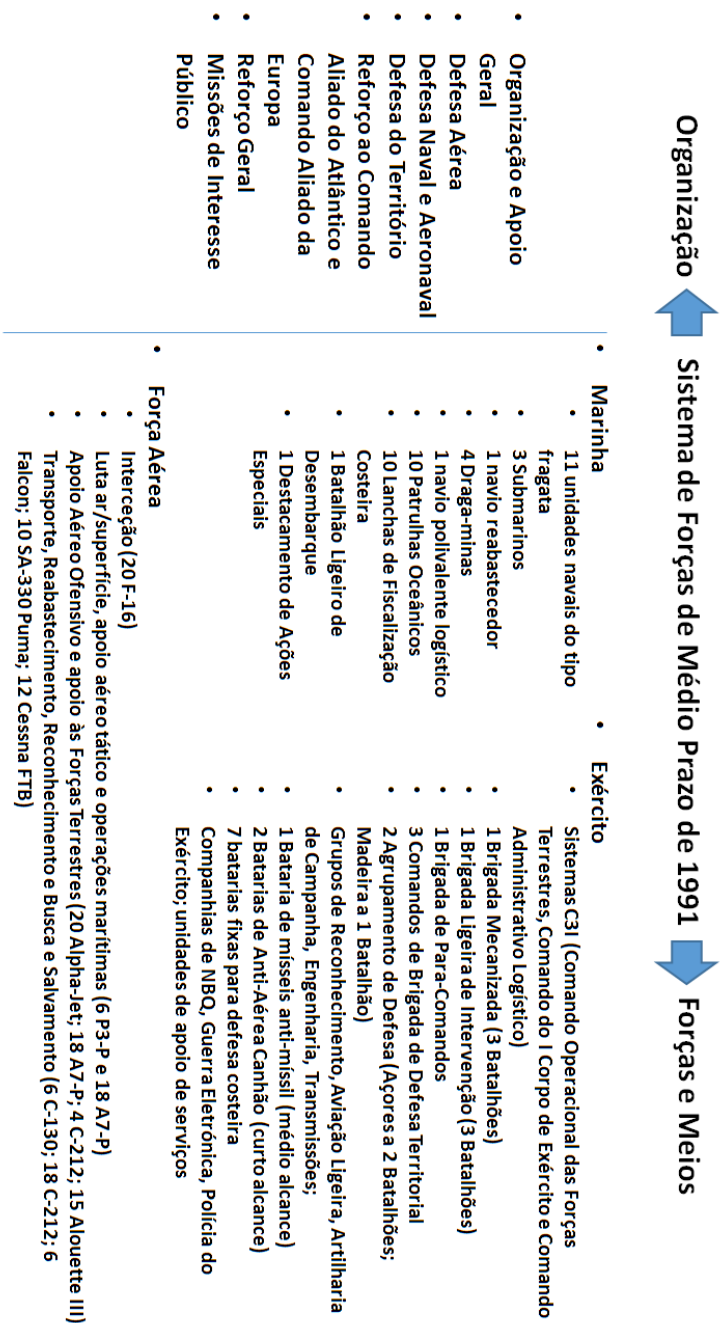 Organização Sistema de Forças de Médio Prazo de 1991 Forças e Meios
• Organização e Apoio
Geral
• Defesa Aérea
• Defesa Naval e Aeronaval
• Defesa do Território
• Reforço ao Comando
Aliado do Atlântico e
Comando Aliado da
Europa
• Reforço Geral
• Missões de Interesse
Público
• Marinha
• 11 unidades navais do tipo
fragata
• 3 Submarinos
• 1 navio reabastecedor
• 4 Draga-minas
• 1 navio polivalente logístico
• 10 Patrulhas Oceânicos
• 10 Lanchas de Fiscalização
Costeira
• 1 Batalhão Ligeiro de
Desembarque
• 1 Destacamento de Ações
Especiais
• Exército
• Sistemas C3I (Comando Operacional das Forças
Terrestres, Comando do I Corpo de Exército e Comando
Administrativo Logístico)
• 1 Brigada Mecanizada (3 Batalhões)
• 1 Brigada Ligeira de Intervenção (3 Batalhões)
• 1 Brigada de Para-Comandos
• 3 Comandos de Brigada de Defesa Territorial
• 2 Agrupamento de Defesa (Açores a 2 Batalhões;
Madeira a 1 Batalhão)
• Grupos de Reconhecimento, Aviação Ligeira, Artilharia
de Campanha, Engenharia, Transmissões;
• 1 Bataria de mísseis anti-míssil (médio alcance)
• 2 Batarias de Anti-Aérea Canhão (curto alcance)
• 7 batarias fixas para defesa costeira
• Companhias de NBQ, Guerra Eletrónica, Polícia do
Exército; unidades de apoio de serviços
• Força Aérea
• Interceção (20 F-16)
• Luta ar/superfície, apoio aéreo tático e operações marítimas (6 P3-P e 18 A7-P)
• Apoio Aéreo Ofensivo e apoio às Forças Terrestres (20 Alpha-Jet; 18 A7-P; 4 C-212; 15 Alouette III)
• Transporte, Reabastecimento, Reconhecimento e Busca e Salvamento (6 C-130; 18 C-212; 6
Falcon; 10 SA-330 Puma; 12 Cessna FTB)